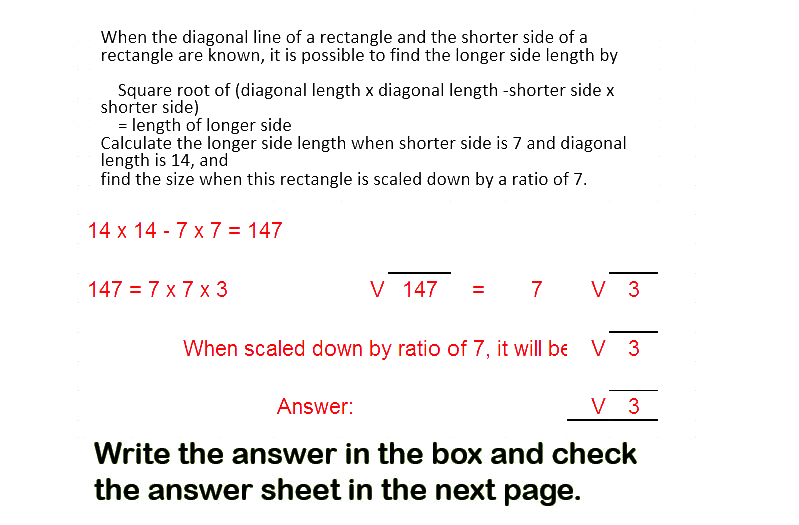 When the diagonal line of a rectangle and the shorter side of a
rectangle are known, it is possible to find the longer side length by
Square root of (diagonal length x diagonal length -shorter side x
shorter side)
= length of longer side
Calculate the longer side length when shorter side is 7 and diagonal
length is 14, and
find the size when this rectangle is scaled down by a ratio of 7.
14 x 14 - 7 x 7 = 147
147 = 7 x 7 x 3 V 147 = 7 V 3
When scaled down by ratio of 7, it will be V 3
Answer: V 3
Write the answer in the box and check
the answer sheet in the next page.